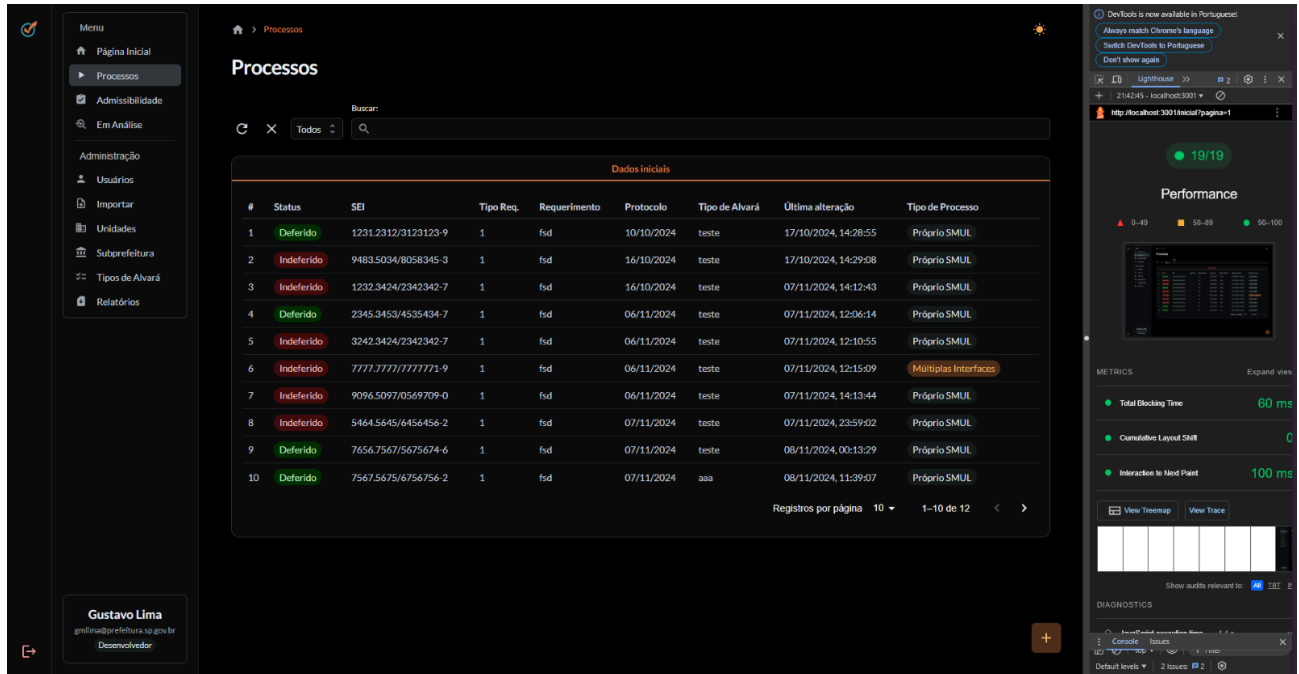 Menu
Página Inicial
Processos
Admissibilidade
Em Análise
Administração
Usuários
Importar
Unidades
Subprefeitura
Tipos de Alvará
Relatórios
Gustavo Lima
gmlima@prefeitura.sp.gov.br
Desenvolvedor
> Processos
Processos
Buscar:
Todos
Dados iniciais
# Status SEI Tipo Req. Requerimento Protocolo Tipo de Alvará Última alteração Tipo de Processo
1 Deferido 1231.2312/3123123-9 1 fsd 10/10/2024 teste 17/10/2024, 14:28:55 Próprio SMUL
2 Indeferido 9483.5034/8058345-3 1 fsd 16/10/2024 teste 17/10/2024, 14:29:08 Próprio SMUL
3 Indeferido 1232.3424/2342342-7 1 fsd 16/10/2024 teste 07/11/2024, 14:12:43 Próprio SMUL
4 Deferido 2345.3453/4535434-7 1 fsd 06/11/2024 teste 07/11/2024, 12:06:14 Próprio SMUL
5 Indeferido 3242.3424/2342342-7 1 fsd 06/11/2024 teste 07/11/2024, 12:10:55 Próprio SMUL
6 Indeferido 7777.7777/7777771-9 1 fsd 06/11/2024 teste 07/11/2024, 12:15:09 Múltiplas Interfaces
7 Indeferido 9096.5097/0569709-0 1 fsd 06/11/2024 teste 07/11/2024, 14:13:44 Próprio SMUL
8 Indeferido 5464.5645/6456456-2 1 fsd 07/11/2024 teste 07/11/2024, 23:59:02 Próprio SMUL
9 Deferido 7656.7567/5675674-6 1 fsd 07/11/2024 teste 08/11/2024, 00:13:29 Próprio SMUL
10 Deferido 7567.5675/6756756-2 1 fsd 07/11/2024 aaa 08/11/2024, 11:39:07 Próprio SMUL
Registros por página 10 1–10 de 12
DevTools is now available in Portuguese!
Always match Chrome's language
Switch DevTools to Portuguese
Don't show again
Lighthouse 2
21:42:45 - localhost:3001
http://localhost:3001/inicial?pagina=1
19/19
Performance
0–49 50–89 90–100
METRICS Expand view
Total Blocking Time 60 ms
Cumulative Layout Shift 0
Interaction to Next Paint 100 ms
View Treemap View Trace
Show audits relevant to: All TBT
DIAGNOSTICS
Console Issues
Default levels 2 Issues: 2